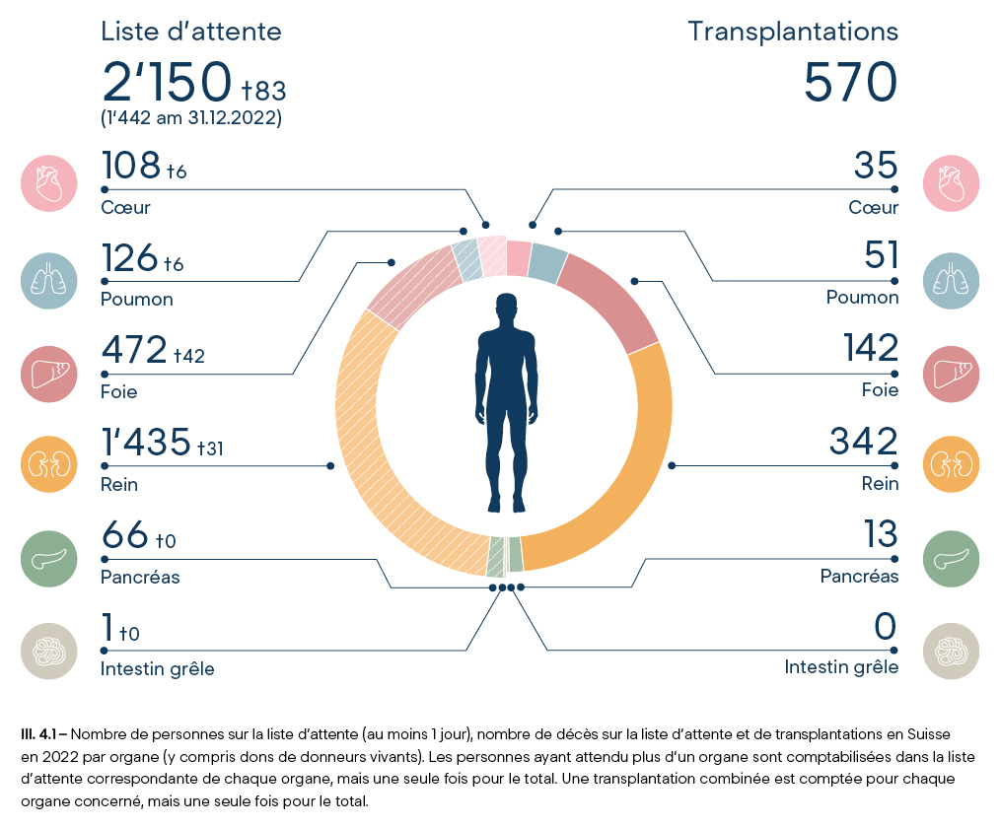 Liste d'attente
2'150 †83
(1'442 am 31.12.2022)
108 †6
Cœur
126 †6
Poumon
472 †42
Foie
1'435 †31
Rein
66 †0
Pancréas
1 †0
Intestin grêle
Transplantations
570
35
Cœur
51
Poumon
142
Foie
342
Rein
13
Pancréas
0
Intestin grêle
Ill. 4.1 – Nombre de personnes sur la liste d'attente (au moins 1 jour), nombre de décès sur la liste d'attente et de transplantations en Suisse
en 2022 par organe (y compris dons de donneurs vivants). Les personnes ayant attendu plus d'un organe sont comptabilisées dans la liste
d'attente correspondante de chaque organe, mais une seule fois pour le total. Une transplantation combinée est comptée pour chaque
organe concerné, mais une seule fois pour le total.